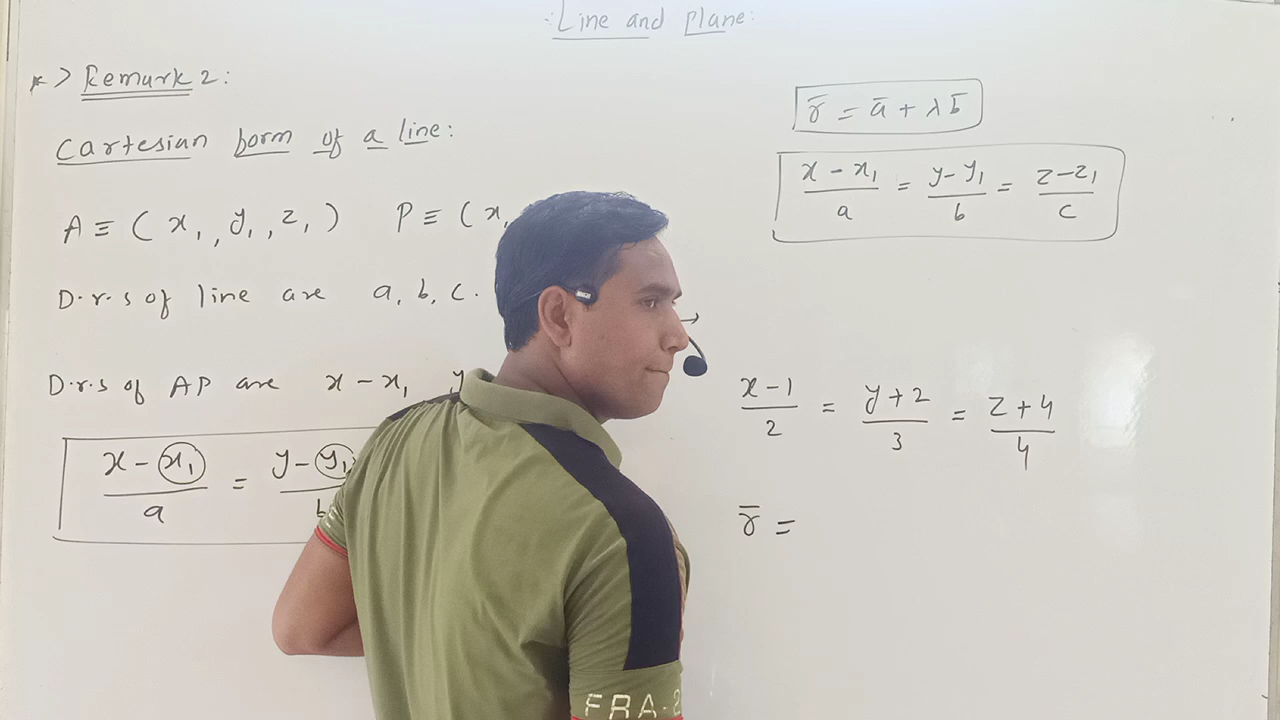 Line and plane:
*> Remark 2:
Cartesian form of a line:
A ≡ (x₁, y₁, z₁) P ≡ (x,
D.r.s of line are a, b, c.
D.r.s of AP are x - x₁ y
x - x₁ / a = y - y₁ / b
r̄ = ā + λb̄
x - x₁ / a = y - y₁ / b = z - z₁ / c
x - 1 / 2 = y + 2 / 3 = z + 4 / 4
r̄ =
FRA-2